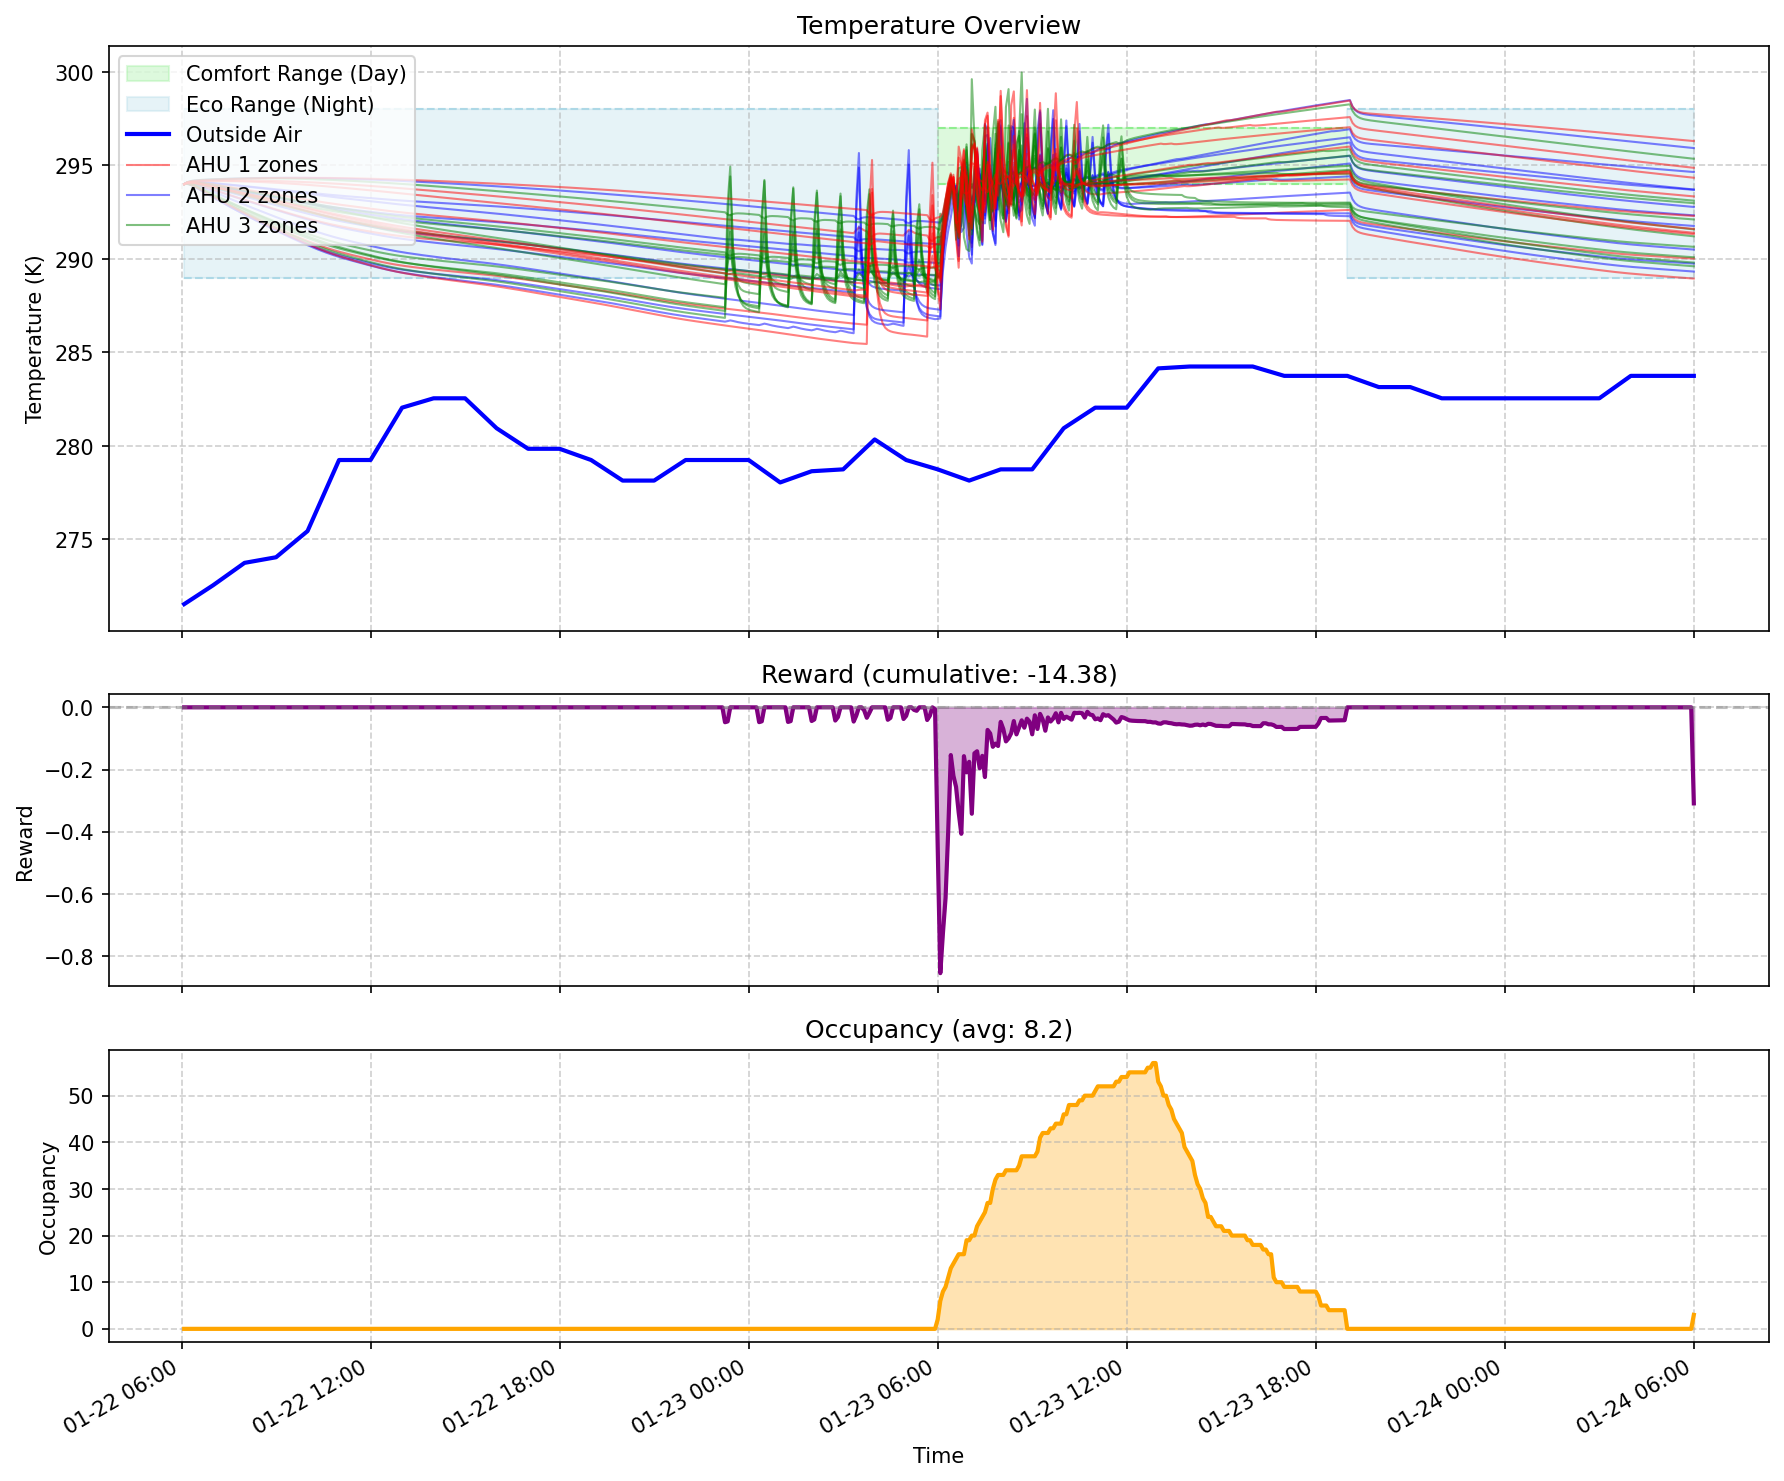 Temperature Overview
Temperature (K)
300
295
290
285
280
275
Comfort Range (Day)
Eco Range (Night)
Outside Air
AHU 1 zones
AHU 2 zones
AHU 3 zones
Reward (cumulative: -14.38)
Reward
0.0
−0.2
−0.4
−0.6
−0.8
Occupancy (avg: 8.2)
Occupancy
50
40
30
20
10
0
01-22 06:00
01-22 12:00
01-22 18:00
01-23 00:00
01-23 06:00
01-23 12:00
01-23 18:00
01-24 00:00
01-24 06:00
Time